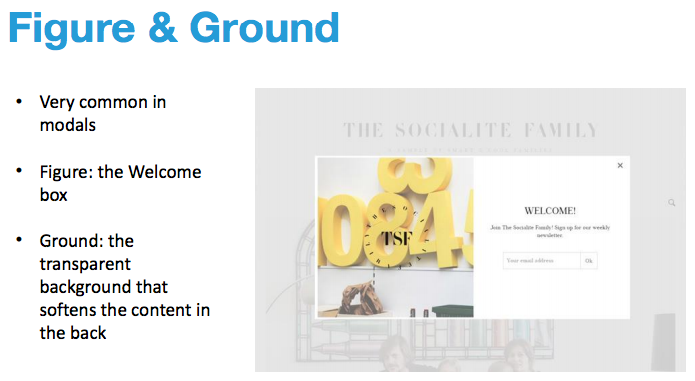 Figure & Ground
• Very common in
modals
• Figure: the Welcome
box
• Ground: the
transparent
background that
softens the content in
the back
THE SOCIALITE FAMILY
×
0845
8
TSF
WELCOME!
Join The Socialite Family! Sign up for our weekly
newsletter.
Your email address
Ok